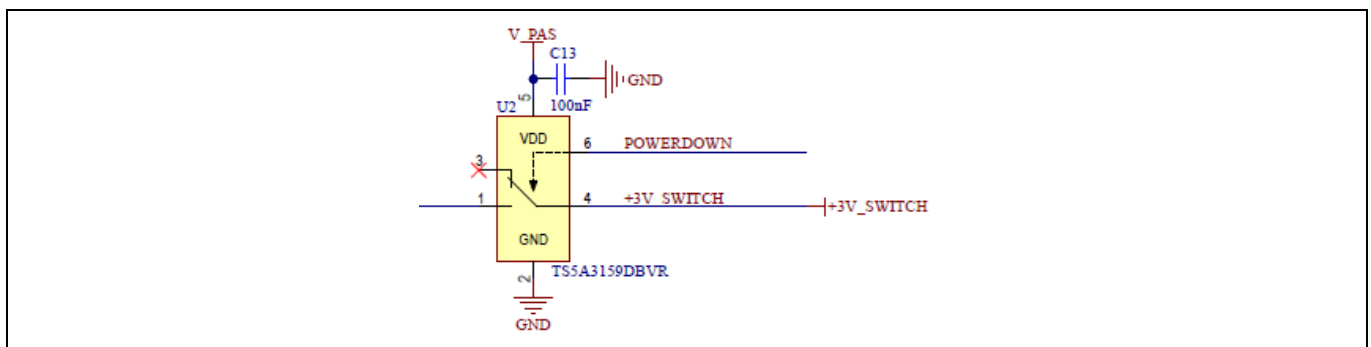 V_PAS
C13
GND
100nF
U2
5
VDD
6
POWERDOWN
3
1
4
+3V_SWITCH
+3V_SWITCH
GND
TS5A3159DBVR
2
GND